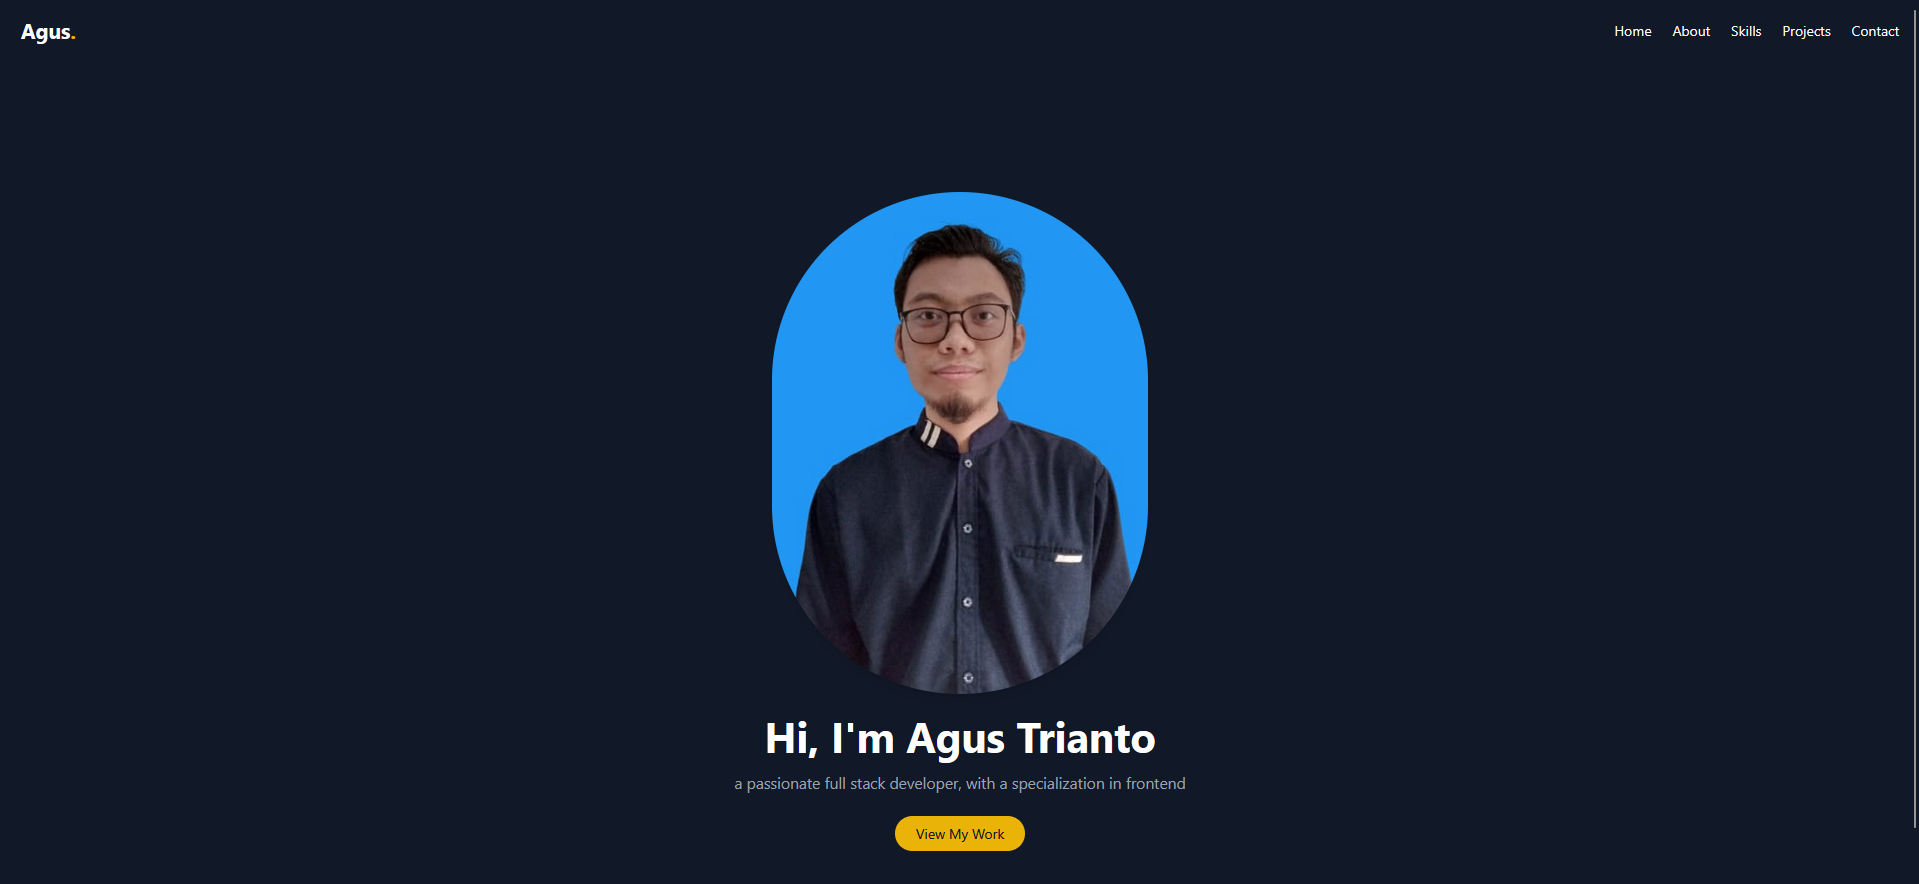 Agus.
Home About Skills Projects Contact
Hi, I'm Agus Trianto
a passionate full stack developer, with a specialization in frontend
View My Work